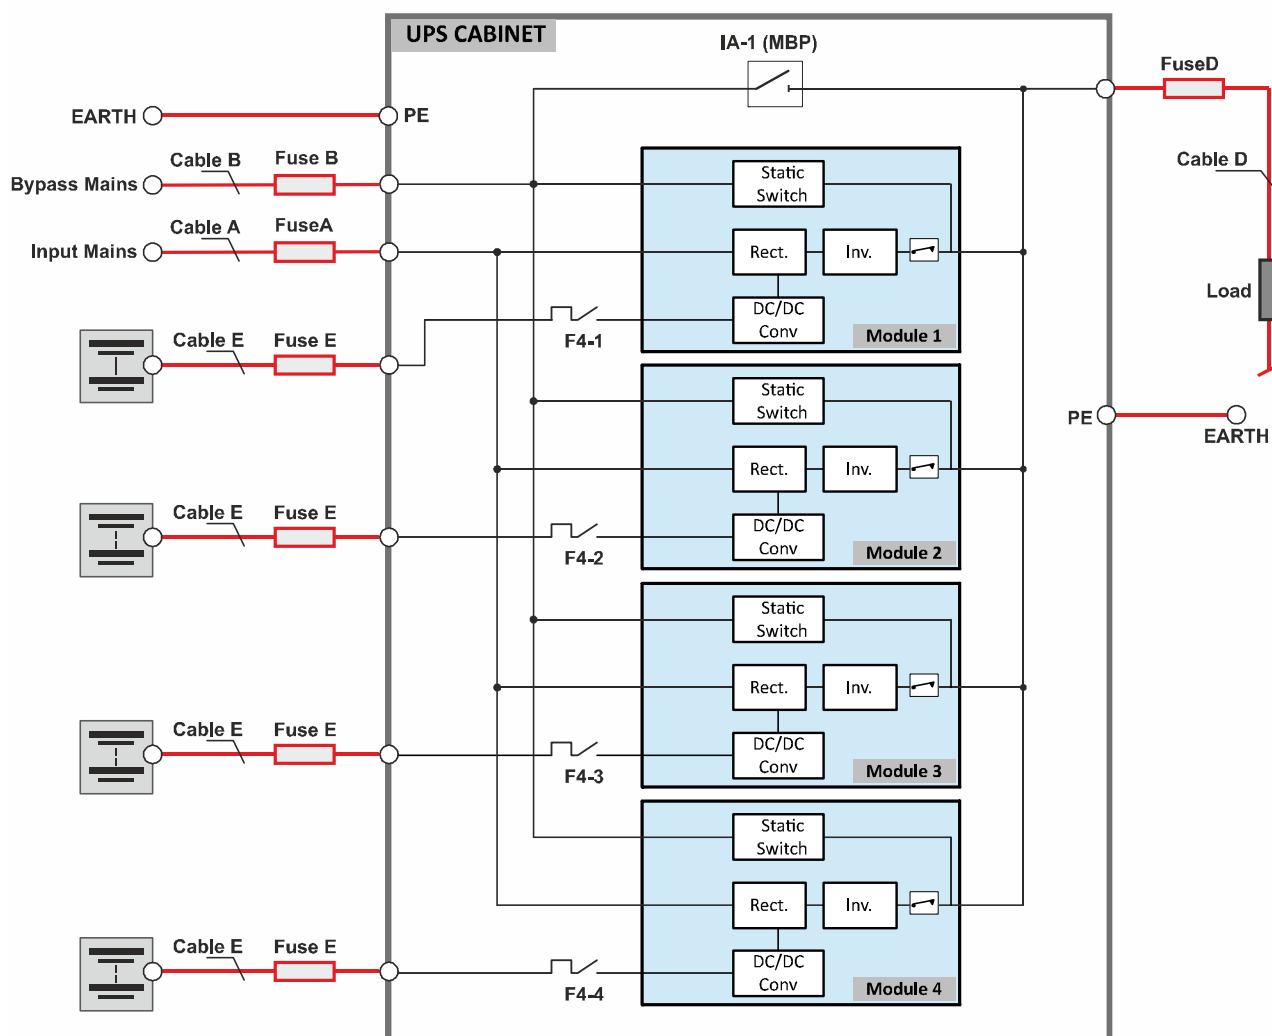 UPS CABINET
IA-1 (MBP)
FuseD
EARTH
PE
Cable B
Fuse B
Bypass Mains
Cable D
Static
Switch
Cable A
FuseA
Input Mains
Rect.
Inv.
Load
DC/DC
Conv
Module 1
F4-1
Cable E
Fuse E
Static
Switch
PE
EARTH
Rect.
Inv.
Cable E
Fuse E
DC/DC
Conv
Module 2
F4-2
Static
Switch
Rect.
Inv.
Cable E
Fuse E
DC/DC
Conv
Module 3
F4-3
Static
Switch
Rect.
Inv.
Cable E
Fuse E
DC/DC
Conv
Module 4
F4-4